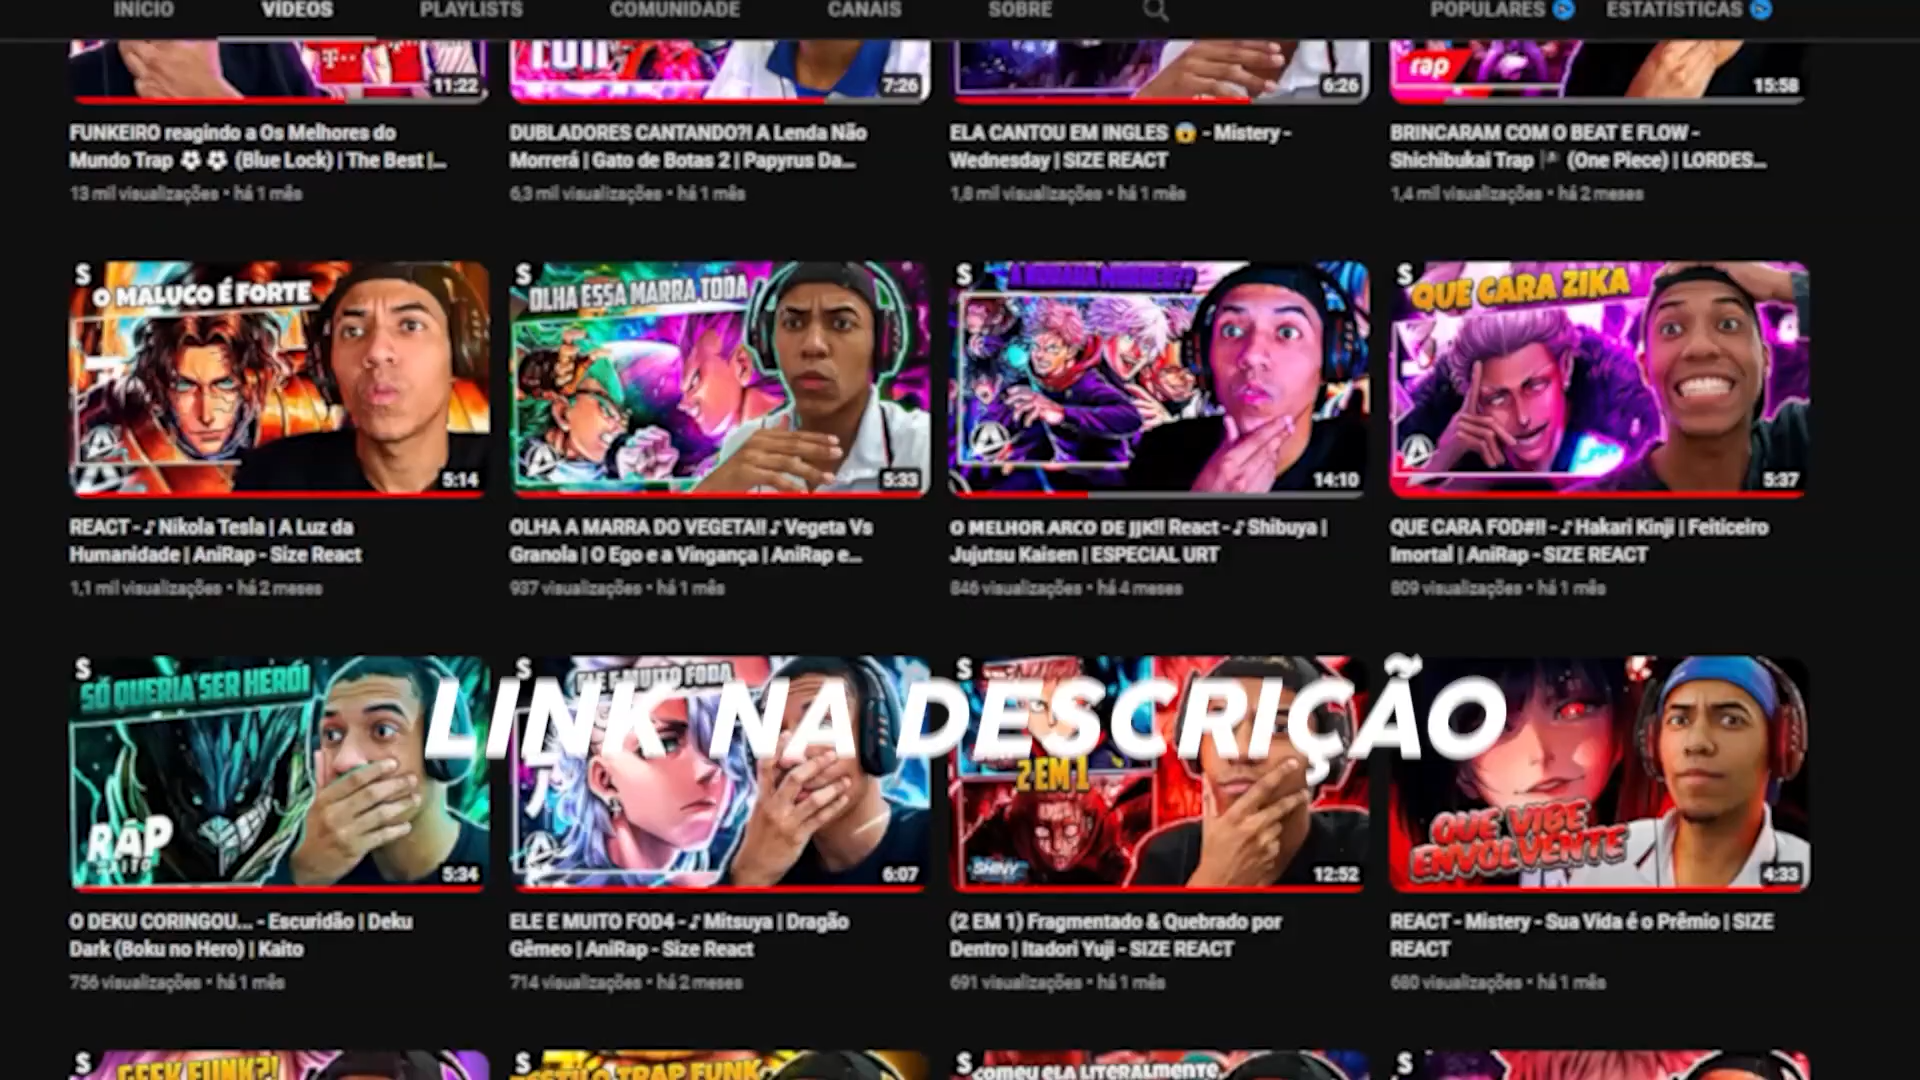 INÍCIO VÍDEOS PLAYLISTS COMUNIDADE CANAIS SOBRE POPULARES ESTATÍSTICAS
11:22 7:26 6:26 rap 15:58
FUNKEIRO reagindo a Os Melhores do
Mundo Trap ⚽ ⚽ (Blue Lock) | The Best |...
13 mil visualizações • há 1 mês
DUBLADORES CANTANDO?! A Lenda Não
Morrerá | Gato de Botas 2 | Papyrus Da...
6,3 mil visualizações • há 1 mês
ELA CANTOU EM INGLES 😱 - Mistery -
Wednesday | SIZE REACT
1,8 mil visualizações • há 1 mês
BRINCARAM COM O BEAT E FLOW -
Shichibukai Trap 🏴 (One Piece) | LORDES...
1,4 mil visualizações • há 2 meses
S
O MALUCO É FORTE
5:14
S
OLHA ESSA MARRA TODA
5:33
S
14:10
S
QUE CARA ZIKA
5:37
REACT - ♪ Nikola Tesla | A Luz da
Humanidade | AniRap - Size React
1,1 mil visualizações • há 2 meses
OLHA A MARRA DO VEGETA!! ♪ Vegeta Vs
Granola | O Ego e a Vingança | AniRap e...
937 visualizações • há 1 mês
O MELHOR ARCO DE JJK!! React - ♪ Shibuya |
Jujutsu Kaisen | ESPECIAL URT
846 visualizações • há 4 meses
QUE CARA FOD#!! - ♪ Hakari Kinji | Feiticeiro
Imortal | AniRap - SIZE REACT
809 visualizações • há 1 mês
S
SÓ QUERIA SER HERÓI
RAP
5:34
S
6:07
S
2 EM 1
SHINY
12:52
QUE VIBE
ENVOLVENTE
4:33
LINK NA DESCRIÇÃO
O DEKU CORINGOU... - Escuridão | Deku
Dark (Boku no Hero) | Kaito
756 visualizações • há 1 mês
ELE E MUITO FOD4 - ♪ Mitsuya | Dragão
Gêmeo | AniRap - Size React
714 visualizações • há 2 meses
(2 EM 1) Fragmentado & Quebrado por
Dentro | Itadori Yuji - SIZE REACT
691 visualizações • há 1 mês
REACT - Mistery - Sua Vida é o Prêmio | SIZE
REACT
680 visualizações • há 1 mês
S
GEEK FUNK?!
S
ESTILO TRAP FUNK
S
COMEU ELA LITERALMENTE
S